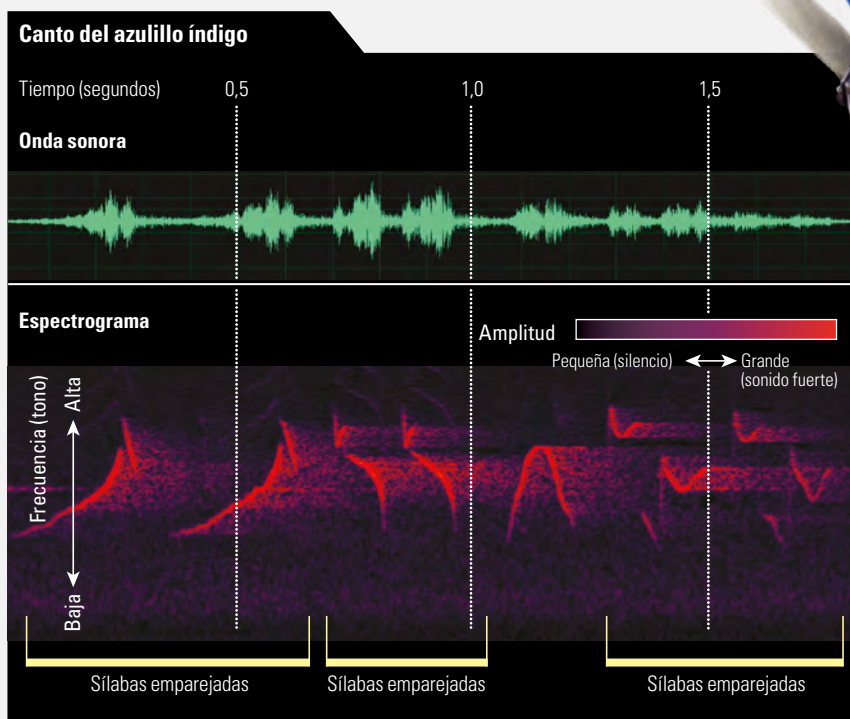 Canto del azulillo índigo
Tiempo (segundos)
0,5
1,0
1,5
Onda sonora
Espectrograma
Amplitud
Pequeña (silencio)
Grande
(sonido fuerte)
Frecuencia (tono)
Alta
Baja
Sílabas emparejadas
Sílabas emparejadas
Sílabas emparejadas